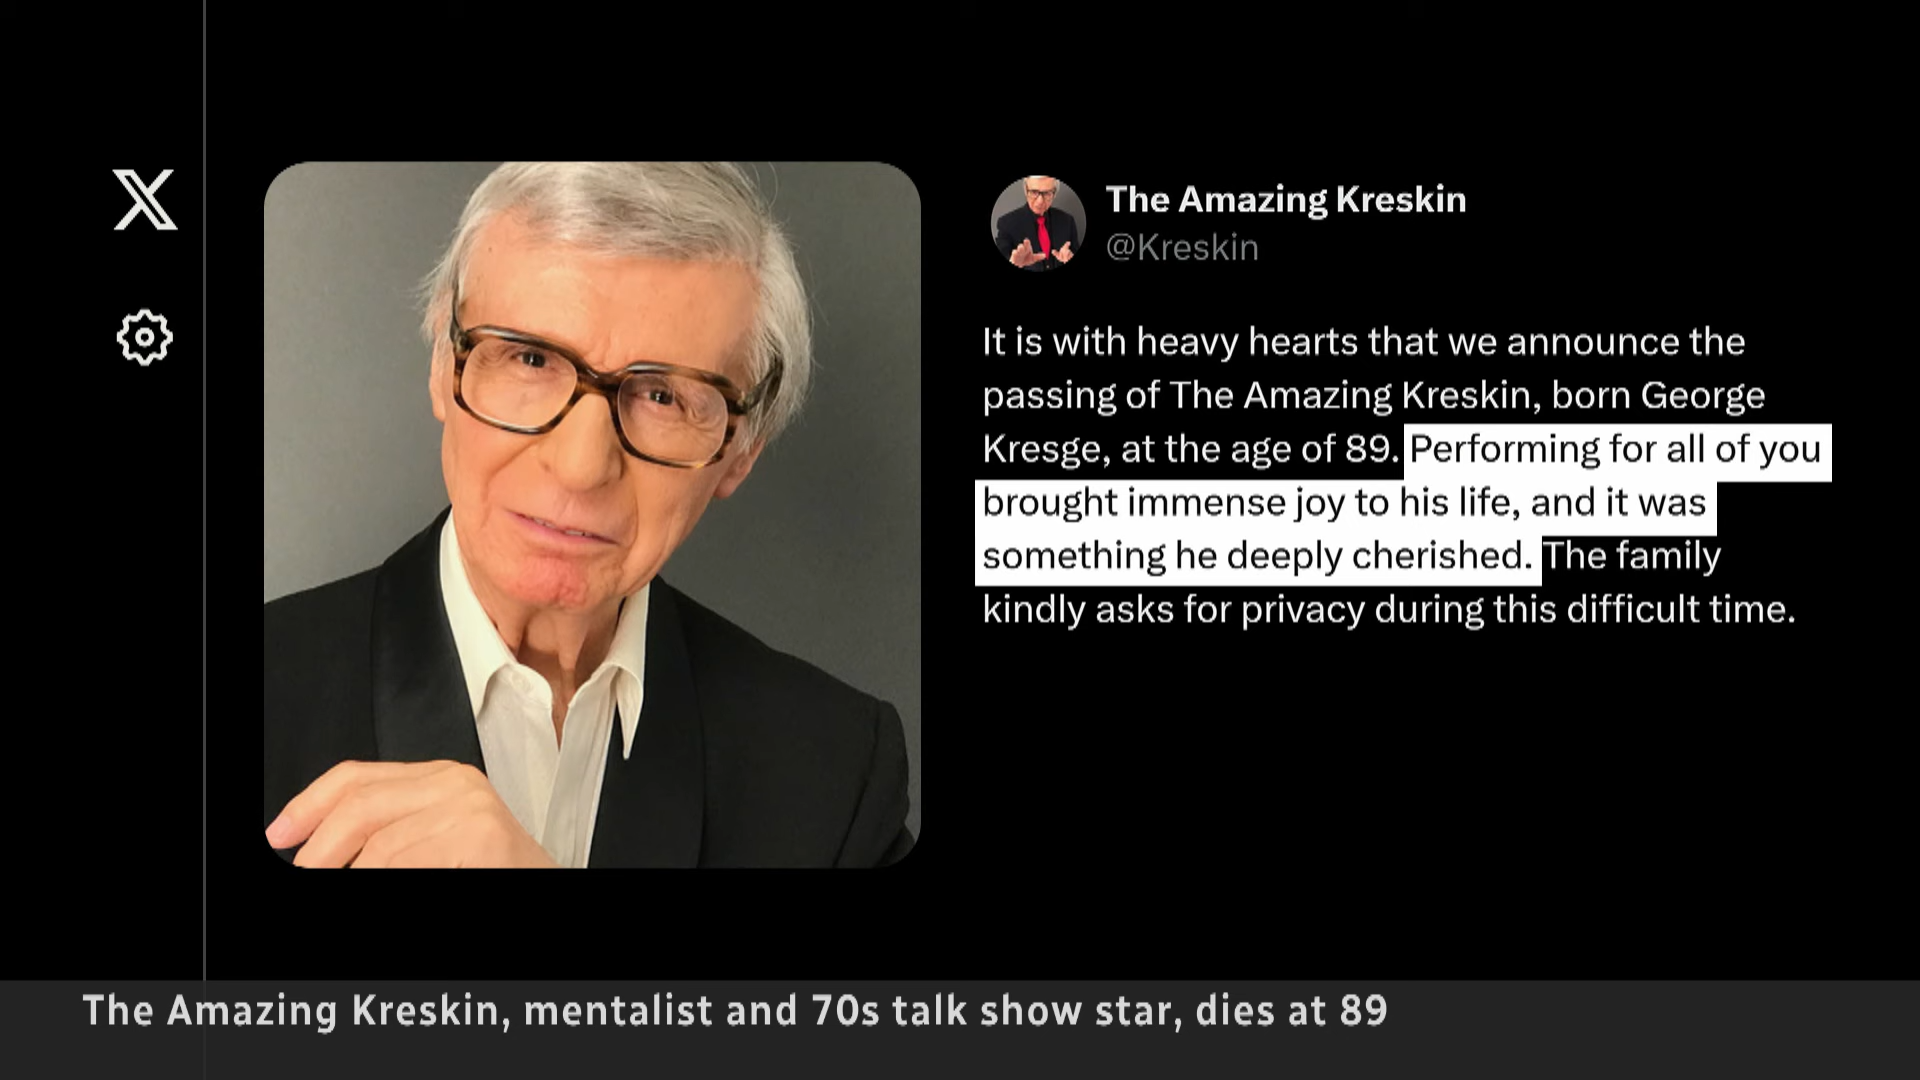 The Amazing Kreskin
@Kreskin
It is with heavy hearts that we announce the
passing of The Amazing Kreskin, born George
Kresge, at the age of 89. Performing for all of you
brought immense joy to his life, and it was
something he deeply cherished. The family
kindly asks for privacy during this difficult time.
The Amazing Kreskin, mentalist and 70s talk show star, dies at 89